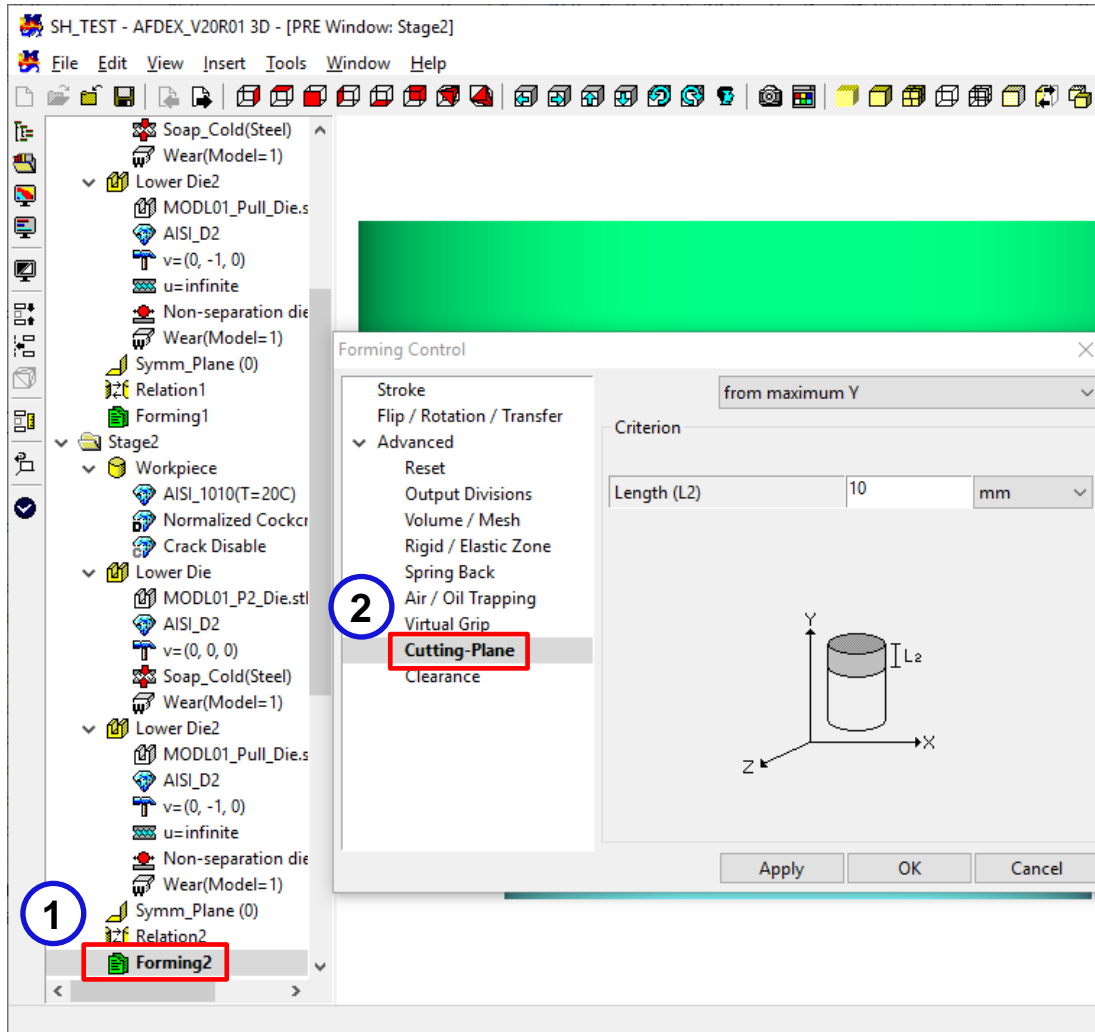 SH_TEST - AFDEX_V20R01 3D - [PRE Window: Stage2]
File Edit View Insert Tools Window Help
Soap_Cold(Steel)
Wear(Model=1)
Lower Die2
MODL01_Pull_Die.s
AISI_D2
v=(0, -1, 0)
u=infinite
Non-separation die
Wear(Model=1)
Symm_Plane (0)
Relation1
Forming1
Stage2
Workpiece
AISI_1010(T=20C)
Normalized Cockcr
Crack Disable
Lower Die
MODL01_P2_Die.stl
AISI_D2
v=(0, 0, 0)
Soap_Cold(Steel)
Wear(Model=1)
Lower Die2
MODL01_Pull_Die.s
AISI_D2
v=(0, -1, 0)
u=infinite
Non-separation die
Wear(Model=1)
1
Symm_Plane (0)
Relation2
Forming2
Forming Control
Stroke
Flip / Rotation / Transfer
Advanced
Reset
Output Divisions
Volume / Mesh
Rigid / Elastic Zone
Spring Back
Air / Oil Trapping
2
Virtual Grip
Cutting-Plane
Clearance
from maximum Y
Criterion
Length (L2) 10 mm
Y
L2
X
Z
Apply OK Cancel